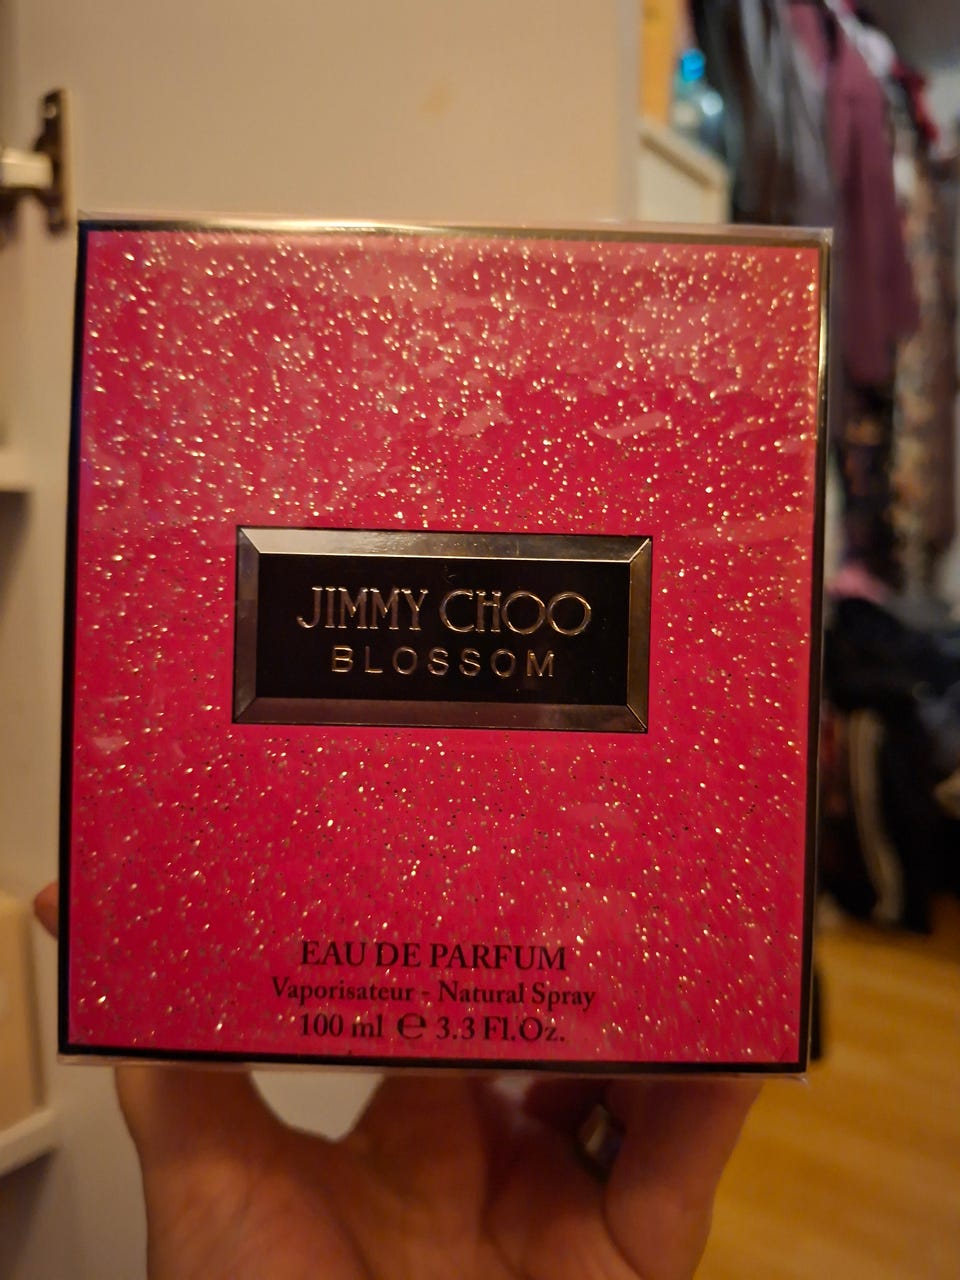 JIMMY CHOO
BLOSSOM
EAU DE PARFUM
Vaporisateur - Natural Spray
100 ml ℮ 3.3 Fl.Oz.